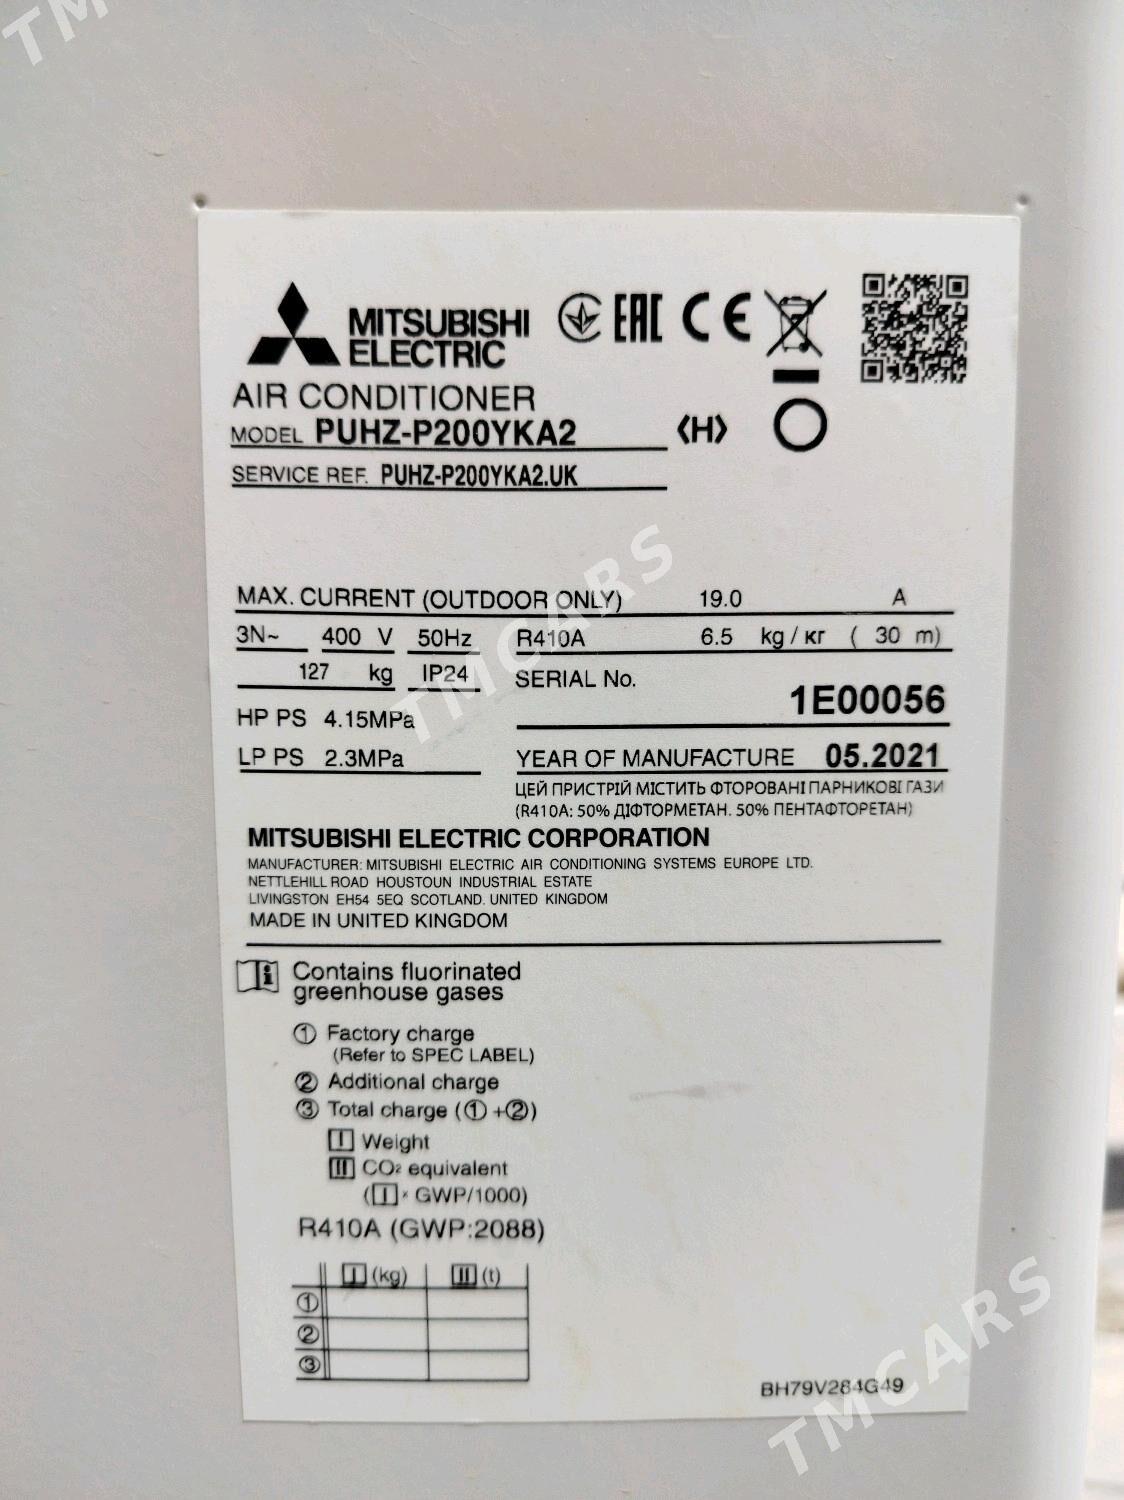 TMCARS
MITSUBISHI
ELECTRIC
EAC CE
AIR CONDITIONER
MODEL PUHZ-P200YKA2 <H>
SERVICE REF. PUHZ-P200YKA2.UK
MAX. CURRENT (OUTDOOR ONLY) 19.0 A
3N~ 400 V 50Hz R410A 6.5 kg / кг ( 30 m)
127 kg IP24 SERIAL No.
1E00056
HP PS 4.15MPa
LP PS 2.3MPa YEAR OF MANUFACTURE 05.2021
ЦЕЙ ПРИСТРІЙ МІСТИТЬ ФТОРОВАНІ ПАРНИКОВІ ГАЗИ
(R410A: 50% ДІФТОРМЕТАН. 50% ПЕНТАФТОРЕТАН)
MITSUBISHI ELECTRIC CORPORATION
MANUFACTURER: MITSUBISHI ELECTRIC AIR CONDITIONING SYSTEMS EUROPE LTD.
NETTLEHILL ROAD HOUSTOUN INDUSTRIAL ESTATE
LIVINGSTON EH54 5EQ SCOTLAND. UNITED KINGDOM
MADE IN UNITED KINGDOM
i Contains fluorinated
greenhouse gases
① Factory charge
(Refer to SPEC LABEL)
② Additional charge
③ Total charge (①+②)
I Weight
II CO₂ equivalent
(I × GWP/1000)
R410A (GWP:2088)
I (kg) II (t)
①
②
③
BH79V284G49
TMCARS
TMCARS